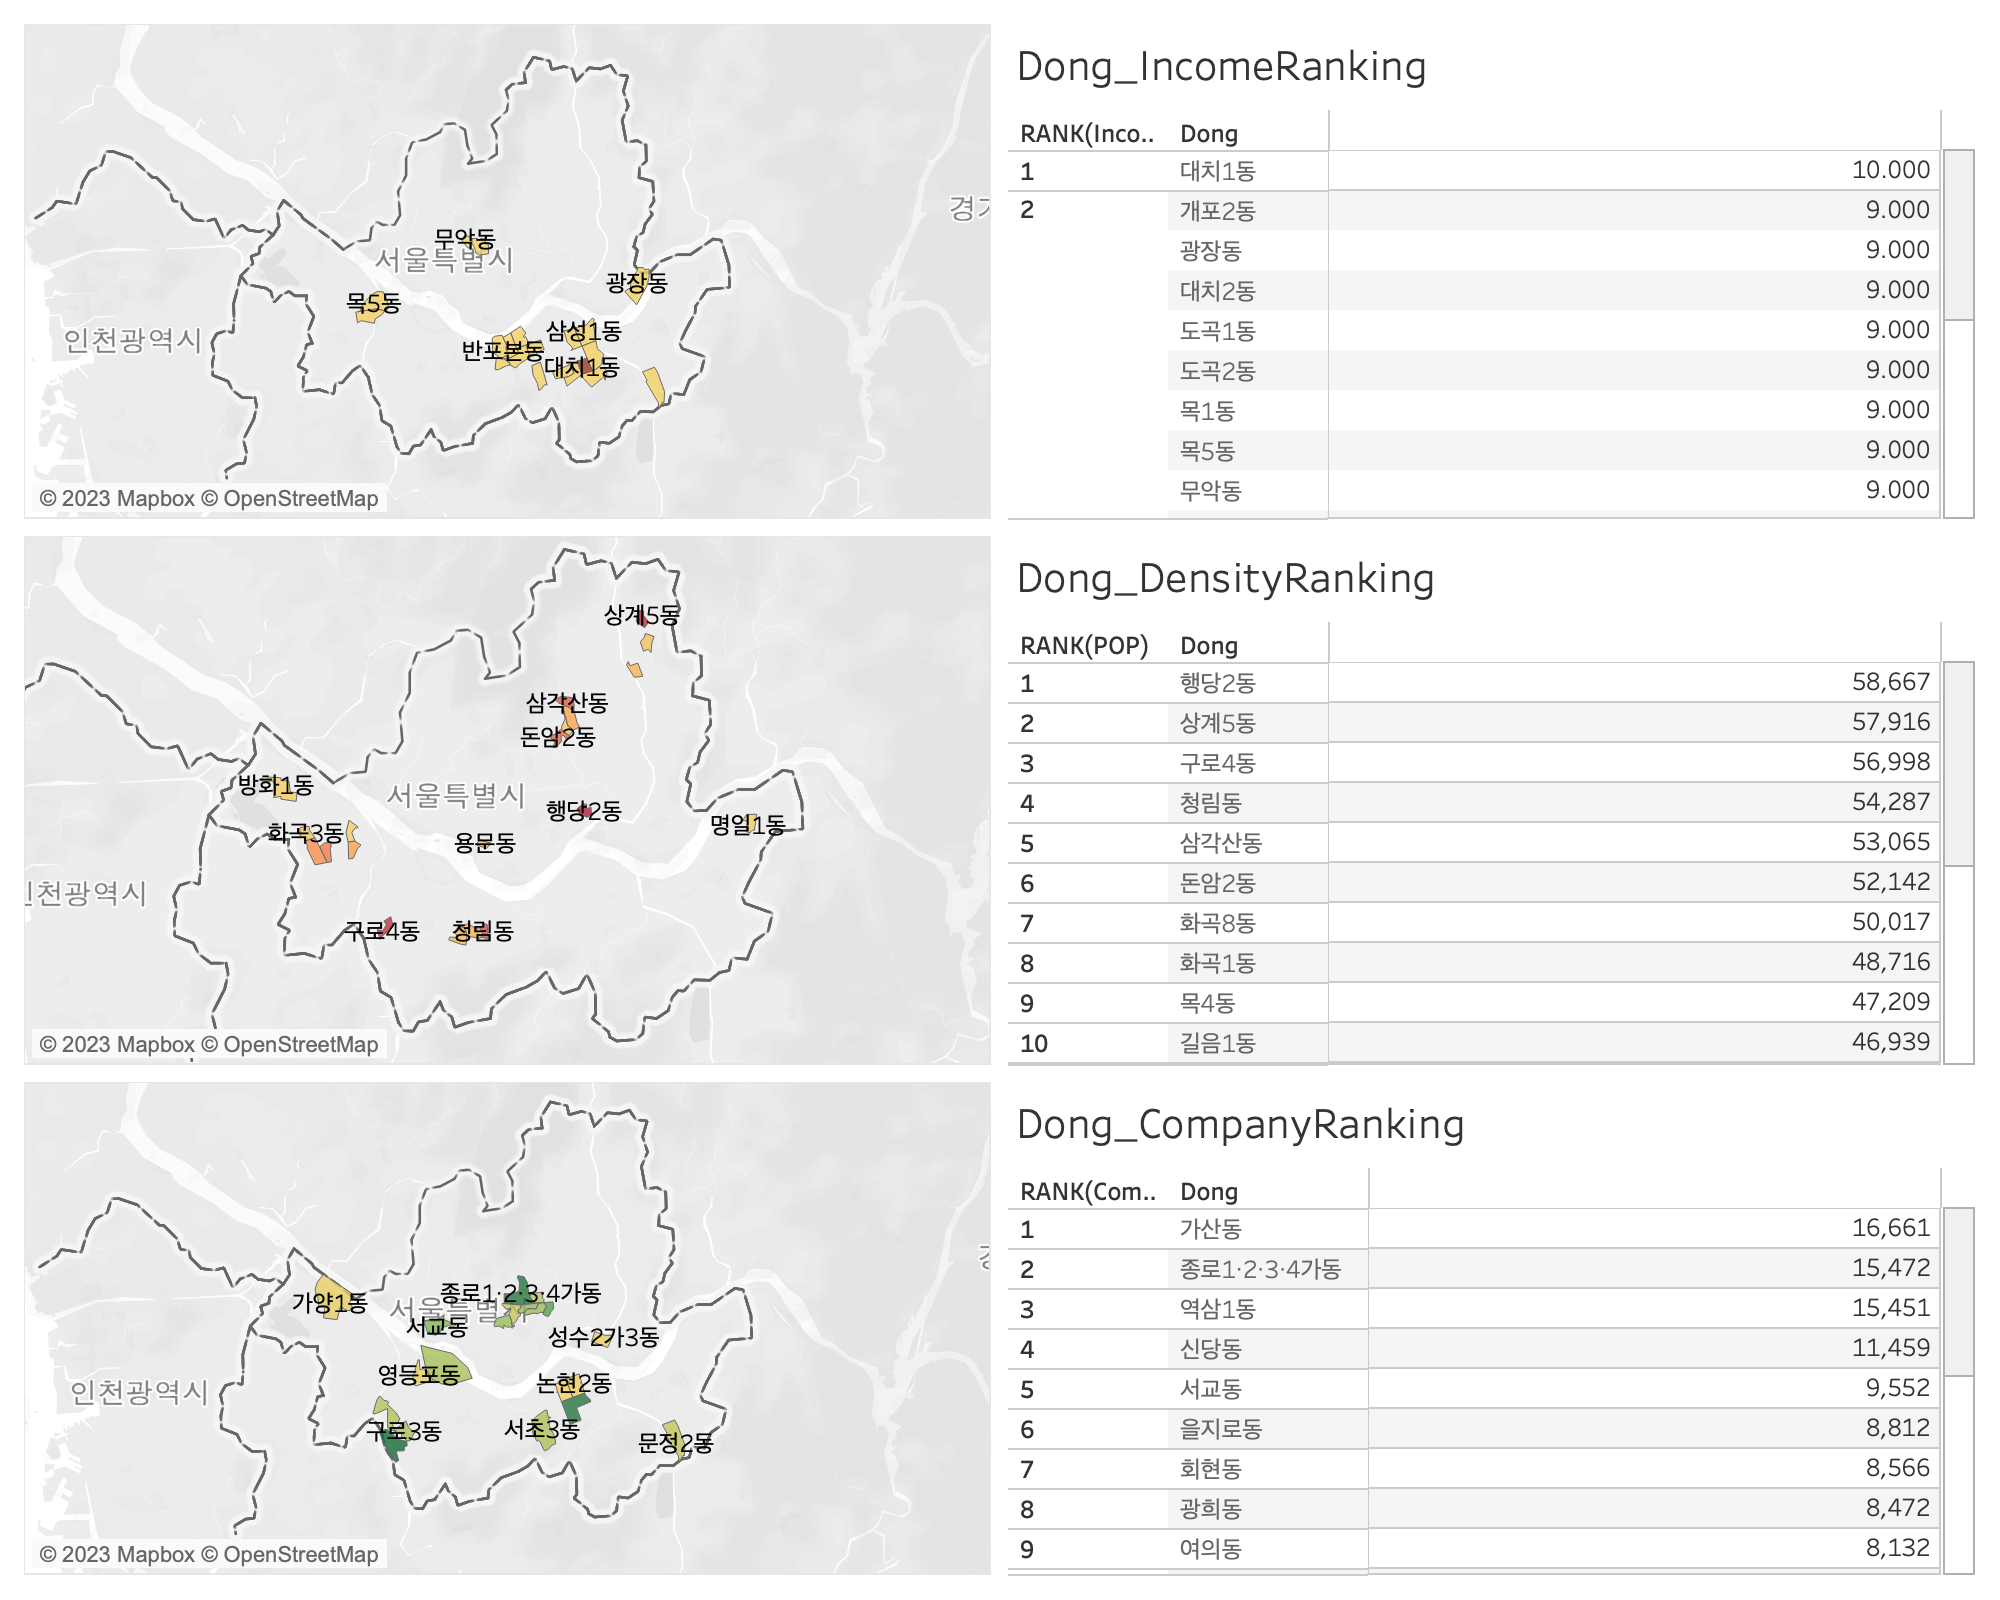 무악동
서울특별시
경기
광장동
목5동
인천광역시
삼성1동
반포본동
대치1동
© 2023 Mapbox © OpenStreetMap
Dong_IncomeRanking
RANK(Inco.. Dong
1 대치1동 10.000
2 개포2동 9.000
광장동 9.000
대치2동 9.000
도곡1동 9.000
도곡2동 9.000
목1동 9.000
목5동 9.000
무악동 9.000
상계5동
삼각산동
돈암2동
방화1동
서울특별시
행당2동
명일1동
화곡3동
용문동
인천광역시
구로4동
청림동
© 2023 Mapbox © OpenStreetMap
Dong_DensityRanking
RANK(POP) Dong
1 행당2동 58,667
2 상계5동 57,916
3 구로4동 56,998
4 청림동 54,287
5 삼각산동 53,065
6 돈암2동 52,142
7 화곡8동 50,017
8 화곡1동 48,716
9 목4동 47,209
10 길음1동 46,939
가양1동
종로1·2·3·4가동
서울특별시
서교동
성수2가3동
영등포동
논현2동
인천광역시
구로3동
서초3동
문정2동
© 2023 Mapbox © OpenStreetMap
Dong_CompanyRanking
RANK(Com.. Dong
1 가산동 16,661
2 종로1·2·3·4가동 15,472
3 역삼1동 15,451
4 신당동 11,459
5 서교동 9,552
6 을지로동 8,812
7 회현동 8,566
8 광희동 8,472
9 여의동 8,132